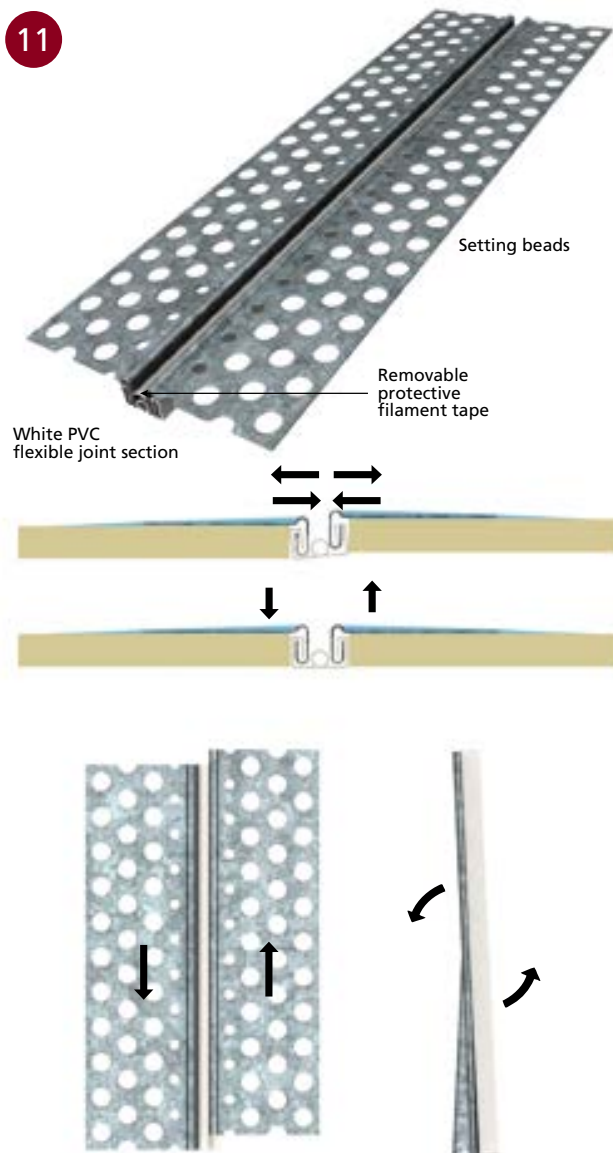 11
Setting beads
Removable
protective
filament tape
White PVC
flexible joint section